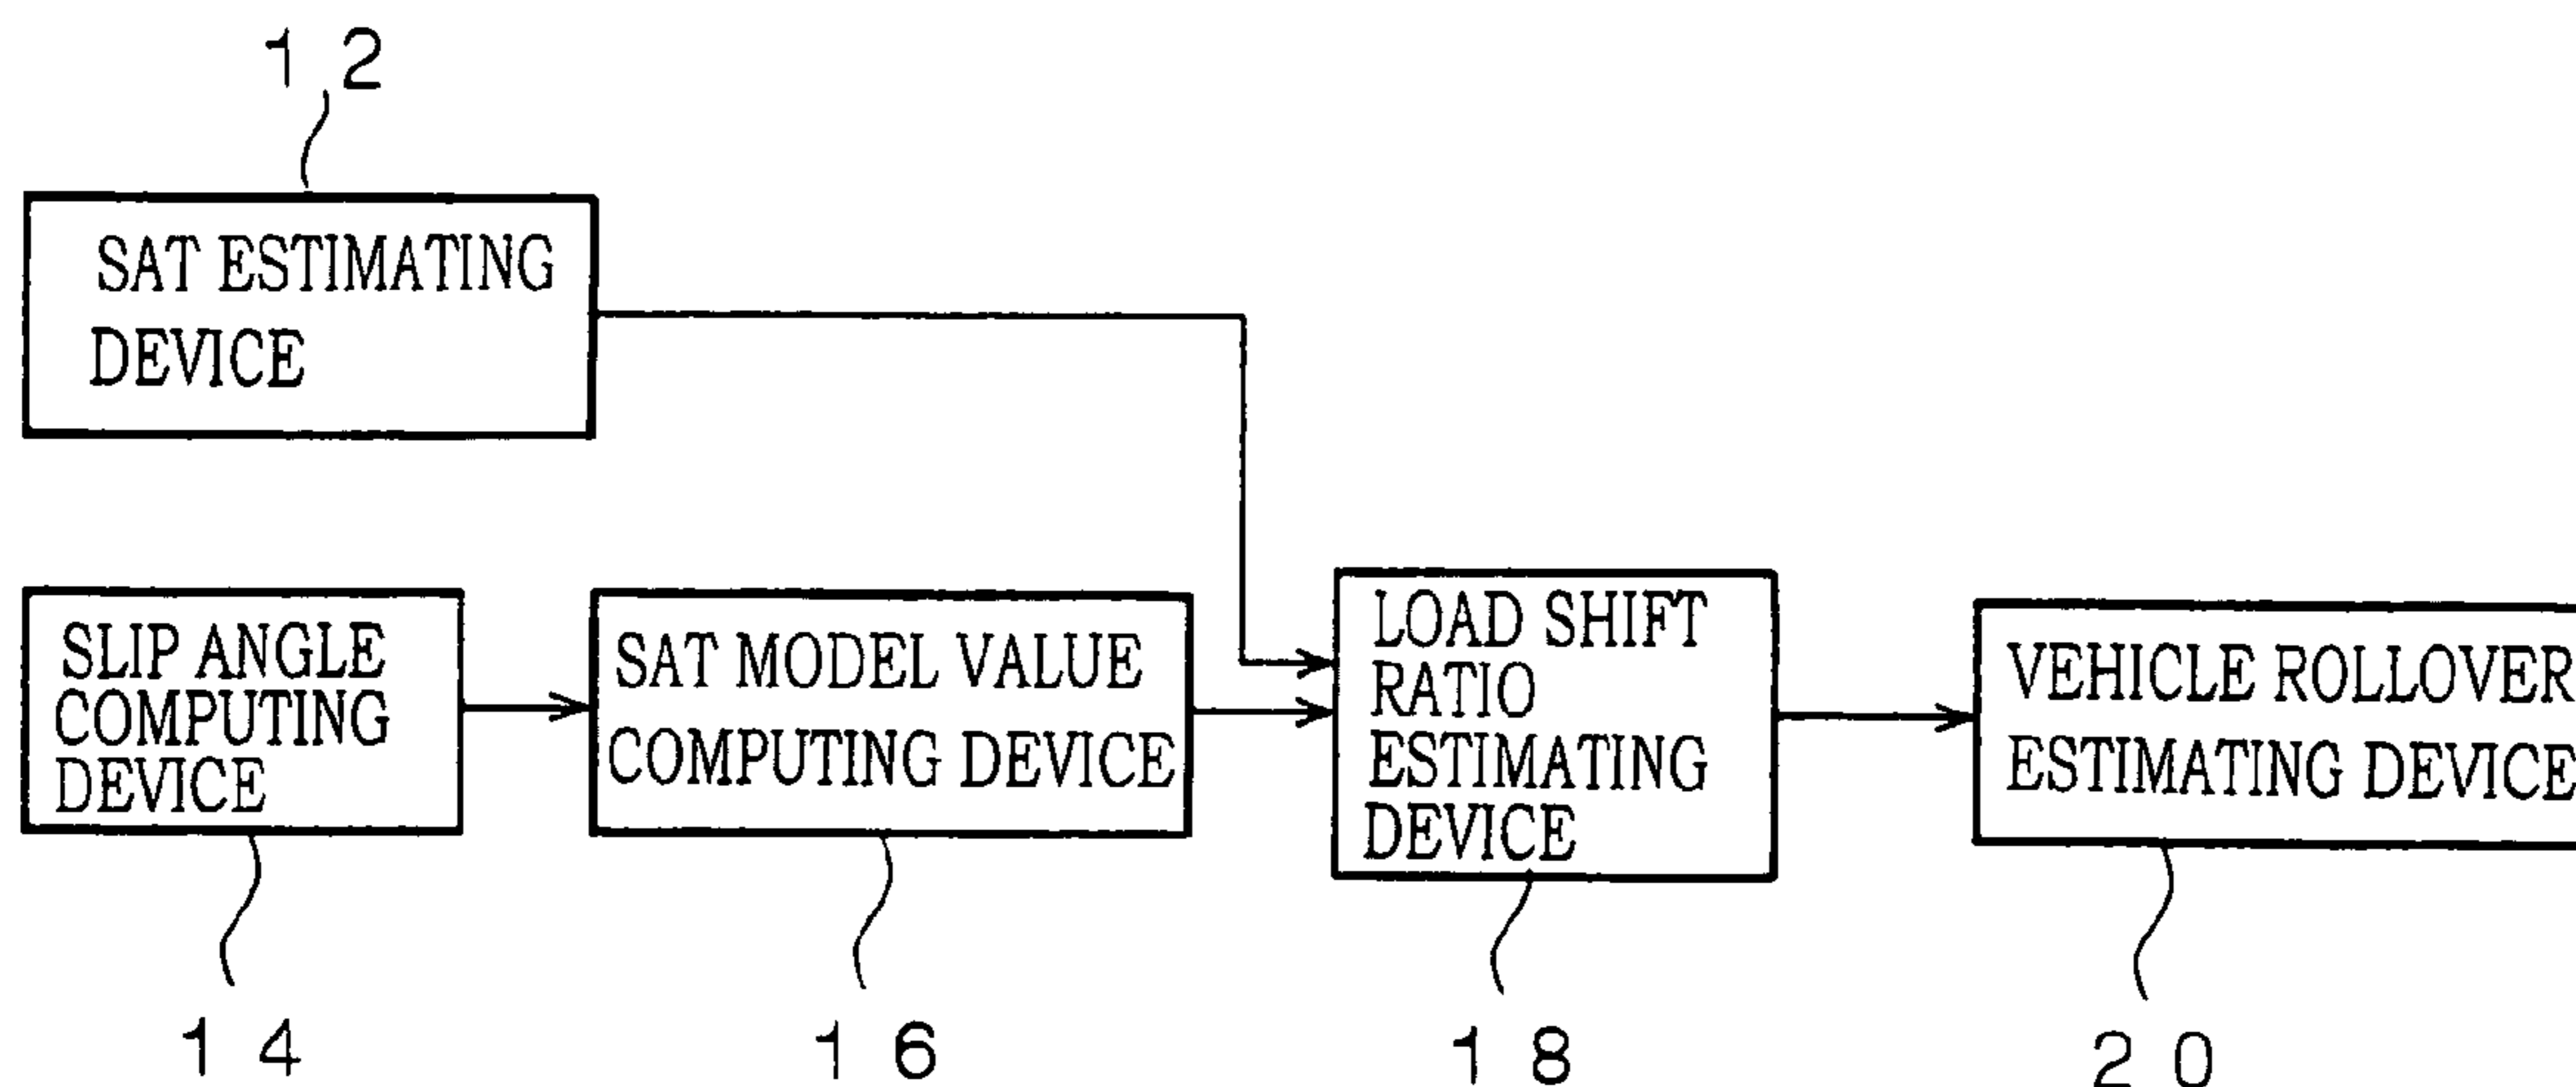 12
SAT ESTIMATING
DEVICE
SLIP ANGLE
COMPUTING
DEVICE
14
SAT MODEL VALUE
COMPUTING DEVICE
16
LOAD SHIFT
RATIO
ESTIMATING
DEVICE
18
VEHICLE ROLLOVER
ESTIMATING DEVICE
20